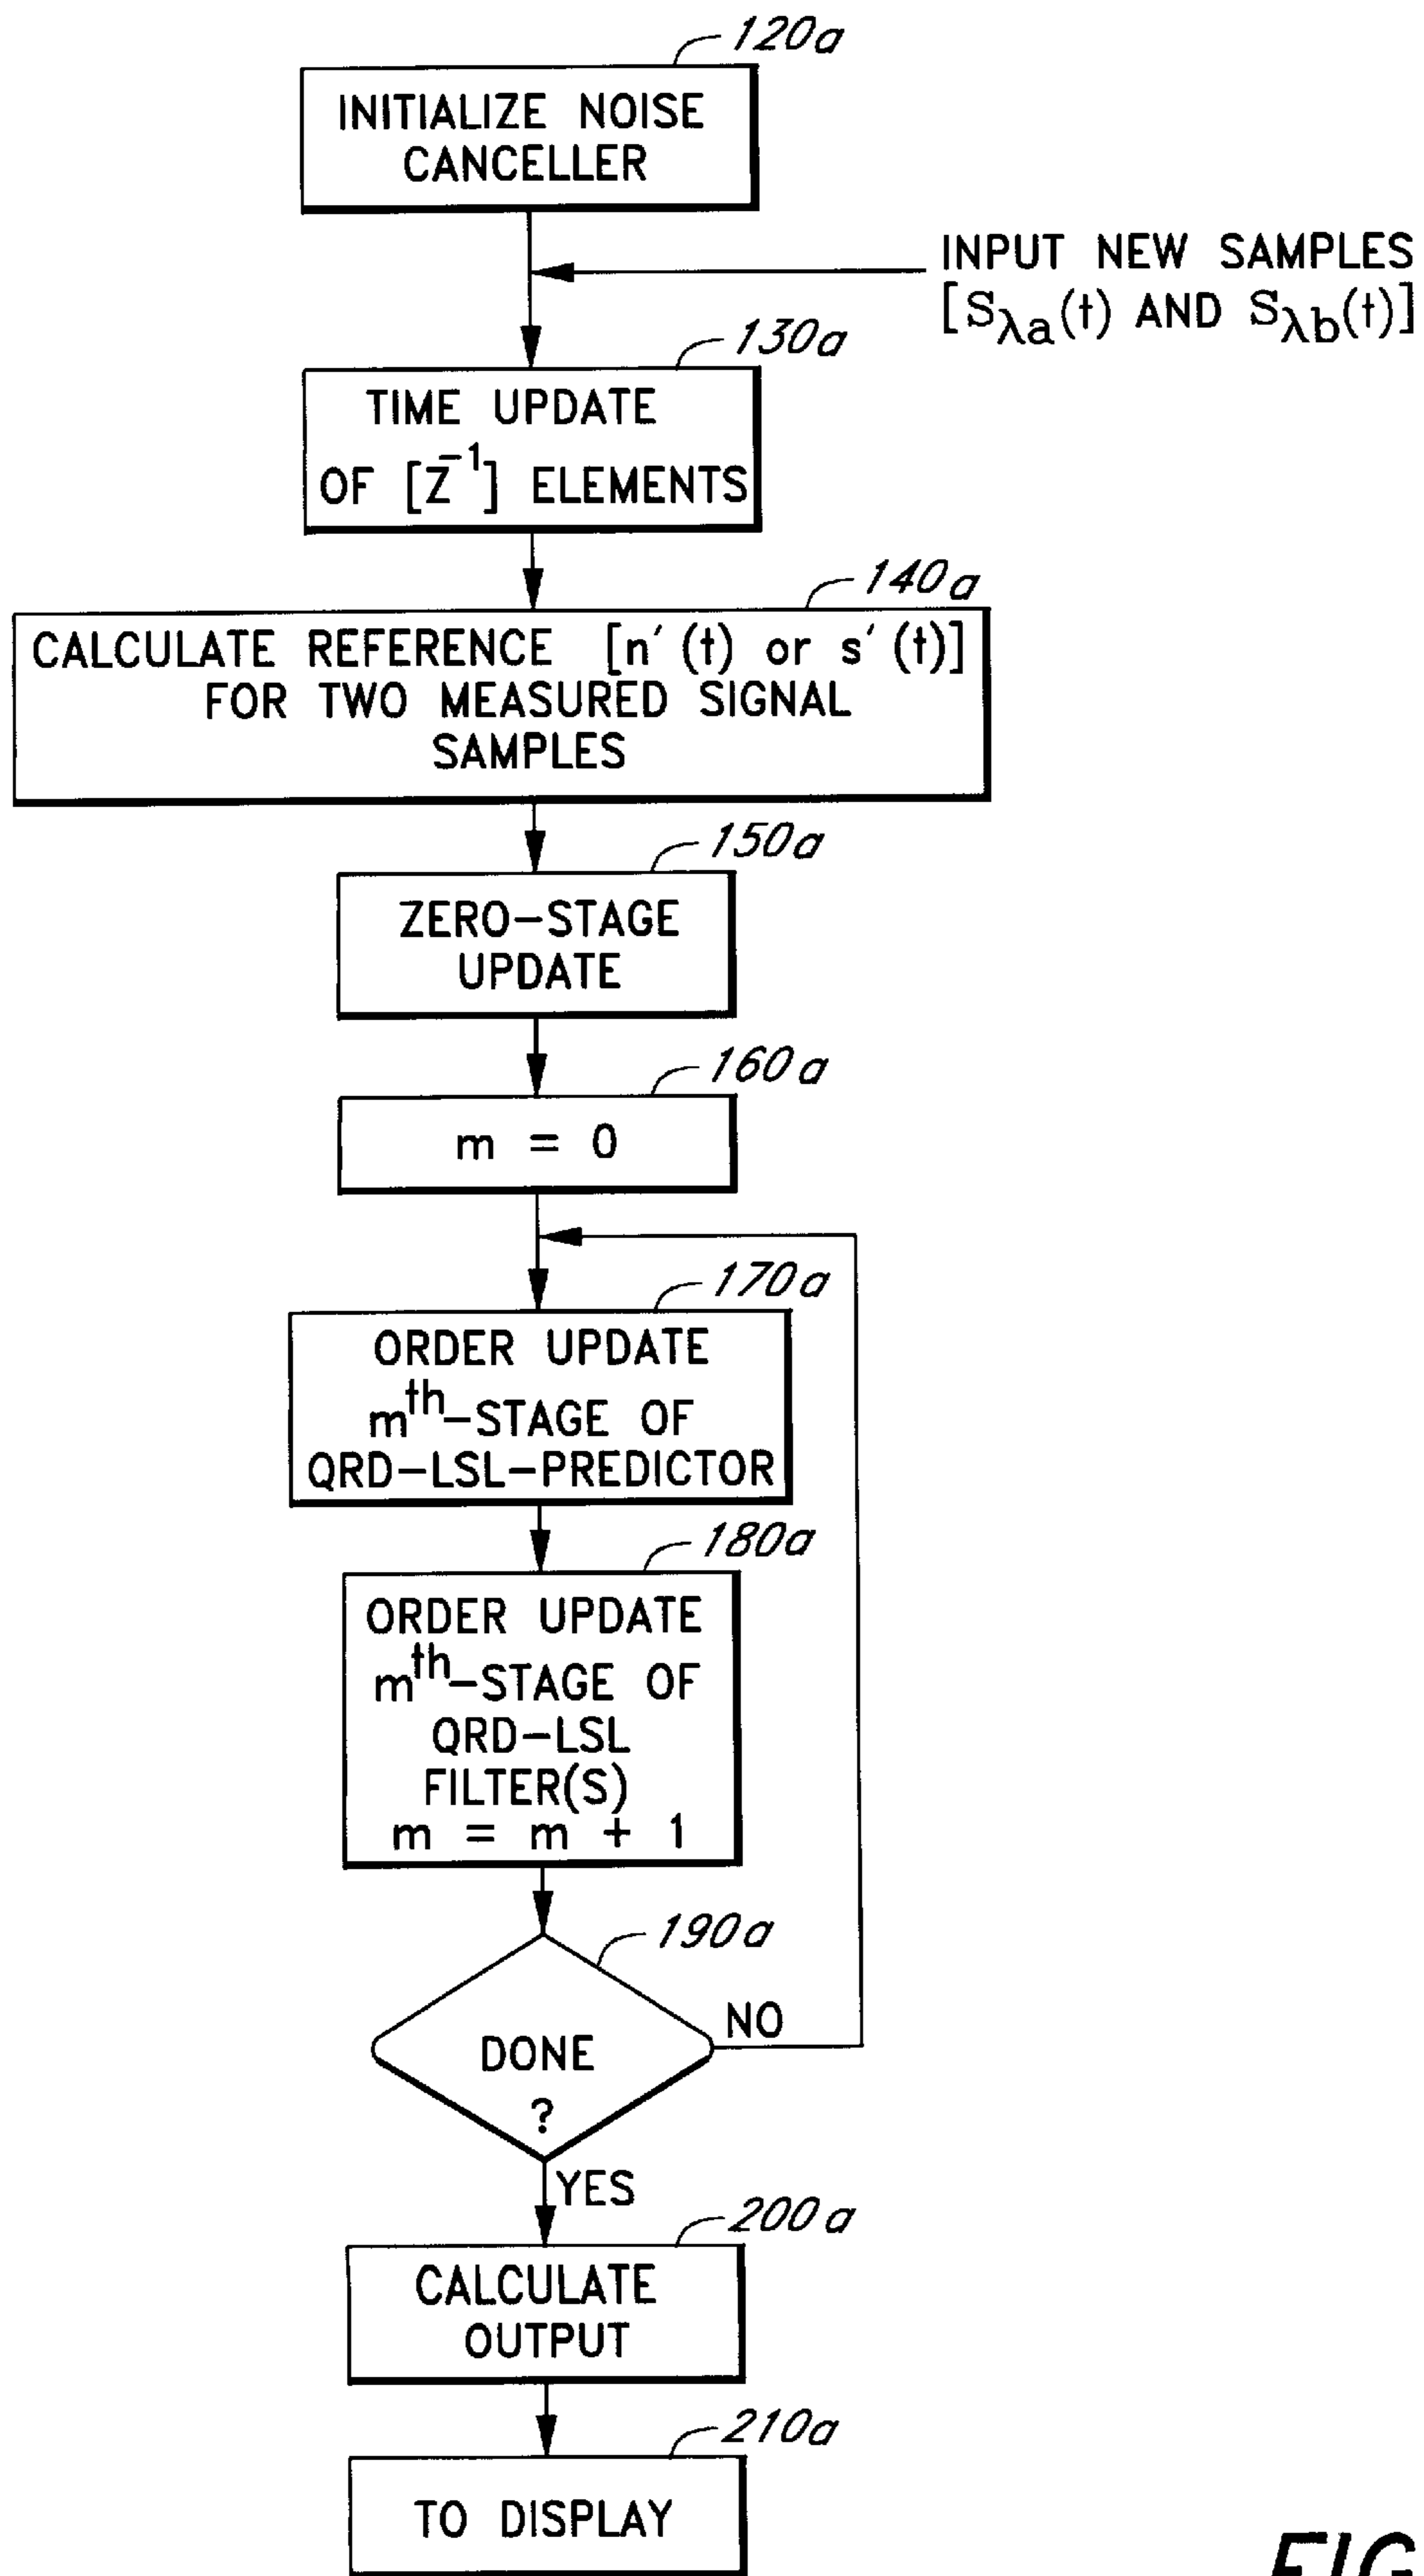 120a
INITIALIZE NOISE
CANCELLER
INPUT NEW SAMPLES
[Sλa(t) AND Sλb(t)]
130a
TIME UPDATE
OF [Z⁻¹] ELEMENTS
140a
CALCULATE REFERENCE [n′(t) or s′(t)]
FOR TWO MEASURED SIGNAL
SAMPLES
150a
ZERO-STAGE
UPDATE
160a
m = 0
170a
ORDER UPDATE
mth-STAGE OF
QRD-LSL-PREDICTOR
180a
ORDER UPDATE
mth-STAGE OF
QRD-LSL
FILTER(S)
m = m + 1
190a
NO
DONE
?
YES
200a
CALCULATE
OUTPUT
210a
TO DISPLAY
FIG